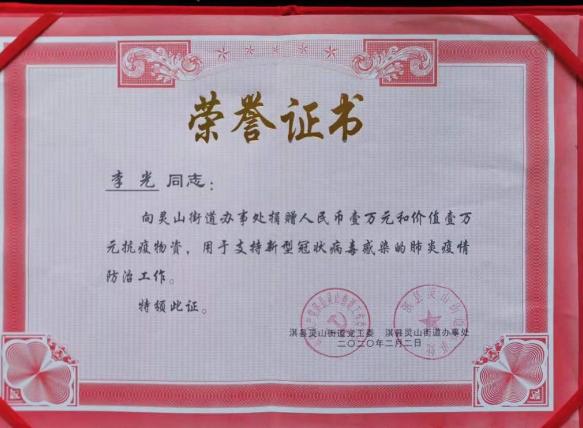 荣誉证书
李光 同志:
向灵山街道办事处捐赠人民币壹万元和价值壹万
元抗疫物资,用于支持新型冠状病毒感染的肺炎疫情
防治工作。
特颁此证。
淇县灵山街道党工委 淇县灵山街道办事处
二〇二〇年二月二日